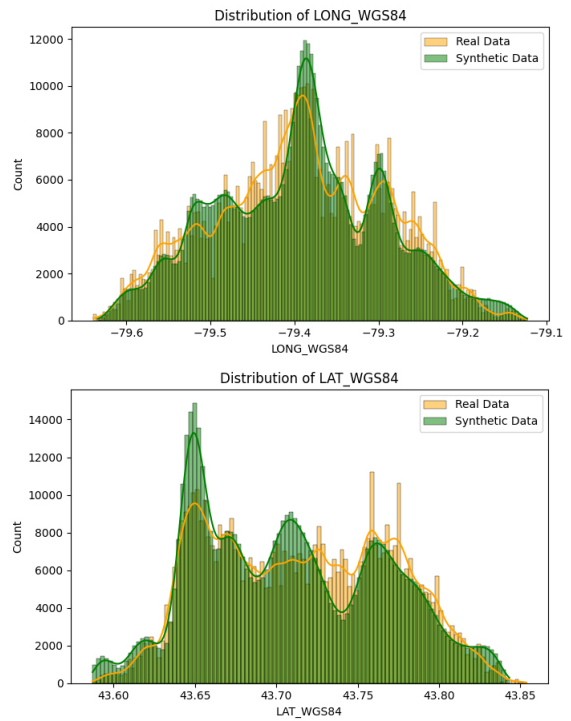 Distribution of LONG_WGS84
Real Data
Synthetic Data
12000
10000
8000
6000
4000
2000
0
Count
−79.6 −79.5 −79.4 −79.3 −79.2 −79.1
LONG_WGS84
Distribution of LAT_WGS84
Real Data
Synthetic Data
14000
12000
10000
8000
6000
4000
2000
0
Count
43.60 43.65 43.70 43.75 43.80 43.85
LAT_WGS84